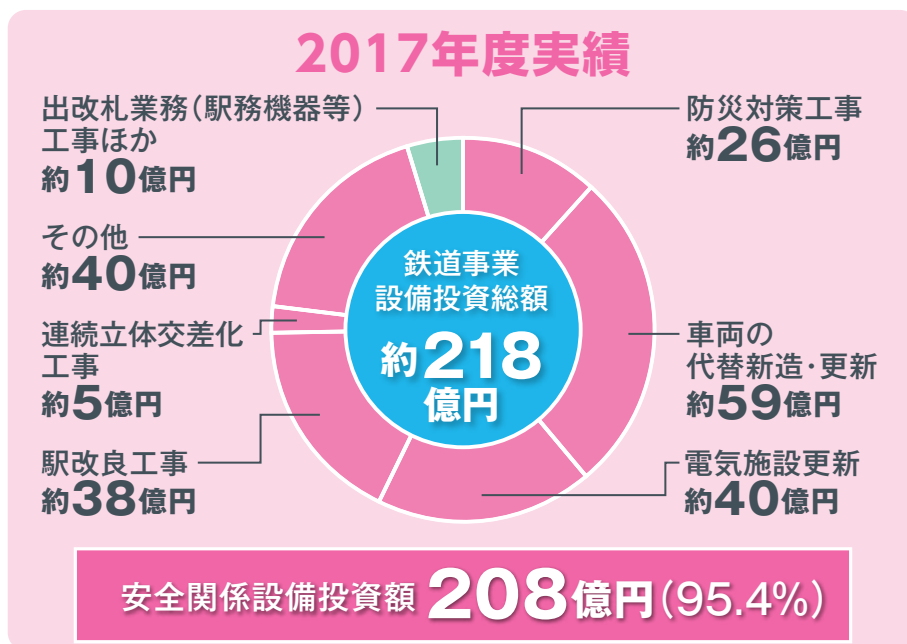 2017年度実績
出改札業務(駅務機器等)
工事ほか
約10億円
その他
約40億円
連続立体交差化
工事
約5億円
駅改良工事
約38億円
防災対策工事
約26億円
車両の
代替新造・更新
約59億円
電気施設更新
約40億円
鉄道事業
設備投資総額
約218
億円
安全関係設備投資額 208億円(95.4%)